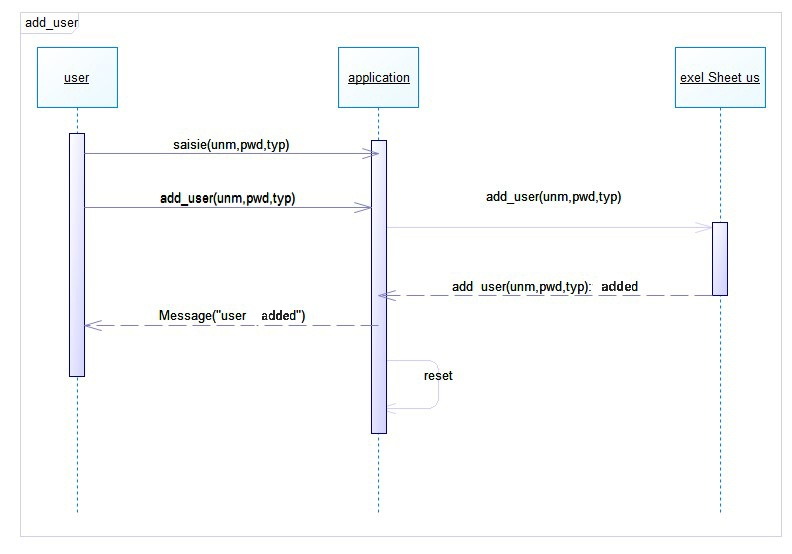 add_user
user
application
exel Sheet us
saisie(unm,pwd,typ)
add_user(unm,pwd,typ)
add_user(unm,pwd,typ)
add user(unm,pwd,typ): added
Message("user added")
reset